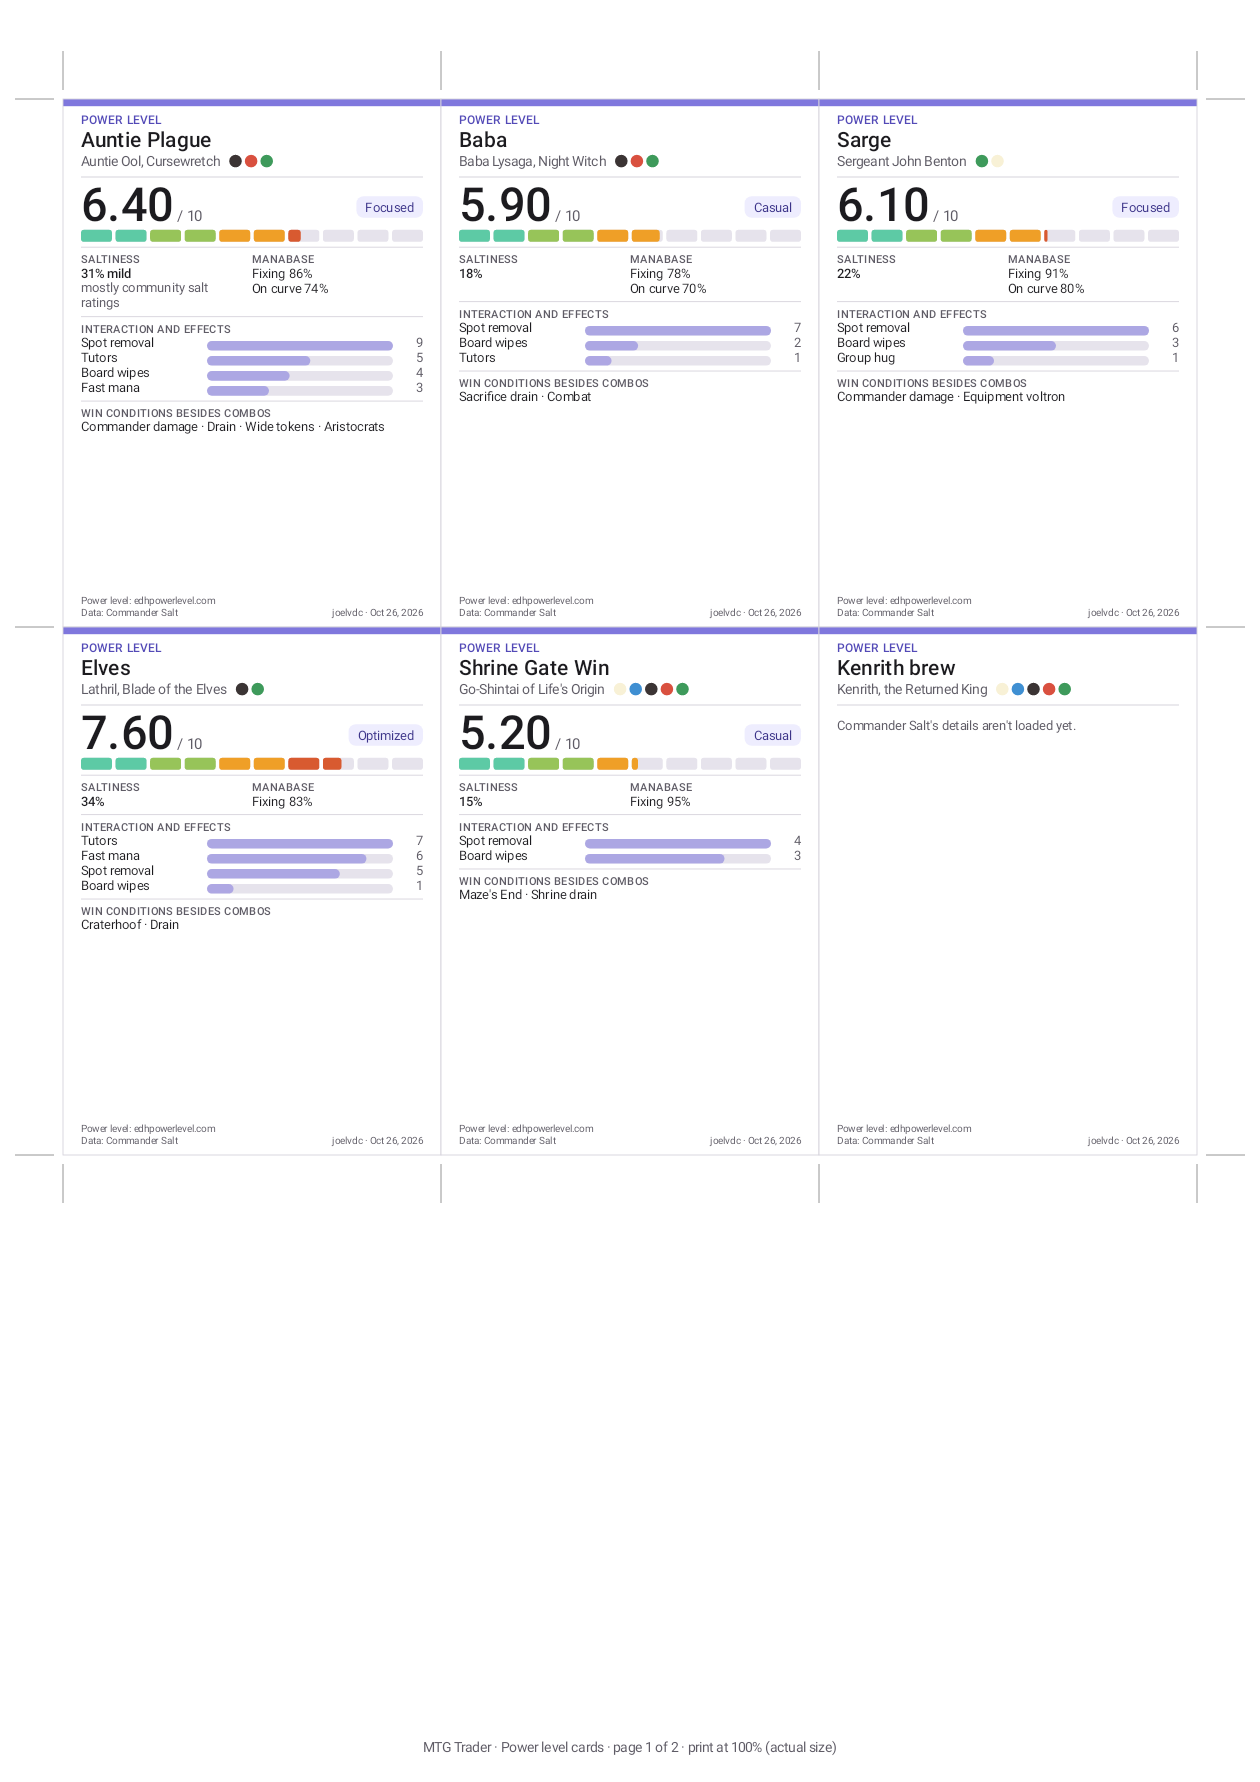 POWER LEVEL
Auntie Plague
Auntie Ool, Cursewretch
6.40 / 10
Focused
SALTINESS
31% mild
mostly community salt
ratings
MANABASE
Fixing 86%
On curve 74%
INTERACTION AND EFFECTS
Spot removal 9
Tutors 5
Board wipes 4
Fast mana 3
WIN CONDITIONS BESIDES COMBOS
Commander damage · Drain · Wide tokens · Aristocrats
Power level: edhpowerlevel.com
Data: Commander Salt
joelvdc · Oct 26, 2026
POWER LEVEL
Baba
Baba Lysaga, Night Witch
5.90 / 10
Casual
SALTINESS
18%
MANABASE
Fixing 78%
On curve 70%
INTERACTION AND EFFECTS
Spot removal 7
Board wipes 2
Tutors 1
WIN CONDITIONS BESIDES COMBOS
Sacrifice drain · Combat
Power level: edhpowerlevel.com
Data: Commander Salt
joelvdc · Oct 26, 2026
POWER LEVEL
Sarge
Sergeant John Benton
6.10 / 10
Focused
SALTINESS
22%
MANABASE
Fixing 91%
On curve 80%
INTERACTION AND EFFECTS
Spot removal 6
Board wipes 3
Group hug 1
WIN CONDITIONS BESIDES COMBOS
Commander damage · Equipment voltron
Power level: edhpowerlevel.com
Data: Commander Salt
joelvdc · Oct 26, 2026
POWER LEVEL
Elves
Lathril, Blade of the Elves
7.60 / 10
Optimized
SALTINESS
34%
MANABASE
Fixing 83%
INTERACTION AND EFFECTS
Tutors 7
Fast mana 6
Spot removal 5
Board wipes 1
WIN CONDITIONS BESIDES COMBOS
Craterhoof · Drain
Power level: edhpowerlevel.com
Data: Commander Salt
joelvdc · Oct 26, 2026
POWER LEVEL
Shrine Gate Win
Go-Shintai of Life's Origin
5.20 / 10
Casual
SALTINESS
15%
MANABASE
Fixing 95%
INTERACTION AND EFFECTS
Spot removal 4
Board wipes 3
WIN CONDITIONS BESIDES COMBOS
Maze's End · Shrine drain
Power level: edhpowerlevel.com
Data: Commander Salt
joelvdc · Oct 26, 2026
POWER LEVEL
Kenrith brew
Kenrith, the Returned King
Commander Salt's details aren't loaded yet.
Power level: edhpowerlevel.com
Data: Commander Salt
joelvdc · Oct 26, 2026
MTG Trader · Power level cards · page 1 of 2 · print at 100% (actual size)